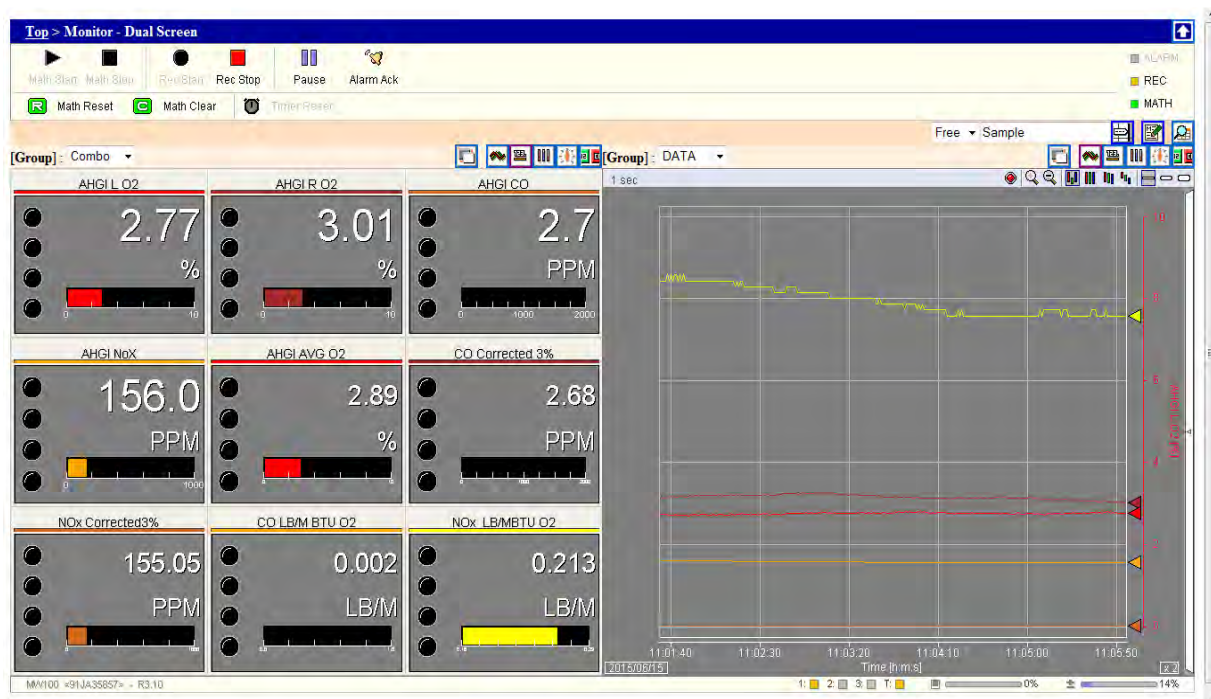 Top > Monitor - Dual Screen
Math Start Math Stop Rec Start Rec Stop Pause Alarm Ack
ALARM
REC
MATH
R Math Reset C Math Clear Timer Reset
Free Sample
[Group] : Combo
[Group] : DATA
AHGI L O2
2.77
%
0 10
AHGI R O2
3.01
%
0 10
AHGI CO
2.7
PPM
0 1000 2000
AHGI NoX
156.0
PPM
0 1000
AHGI AVG O2
2.89
%
CO Corrected 3%
2.68
PPM
NOx Corrected3%
155.05
PPM
CO LB/M BTU O2
0.002
LB/M
NOx LB/MBTU O2
0.213
LB/M
1 sec
10
8
6
4
11:01:40 11:02:30 11:03:20 11:04:10 11:05:00 11:05:50
2015/06/15 Time [h:m:s] x 2
MW100 «91JA35857» - R3.10
1: 2: 3: T: 0% 14%